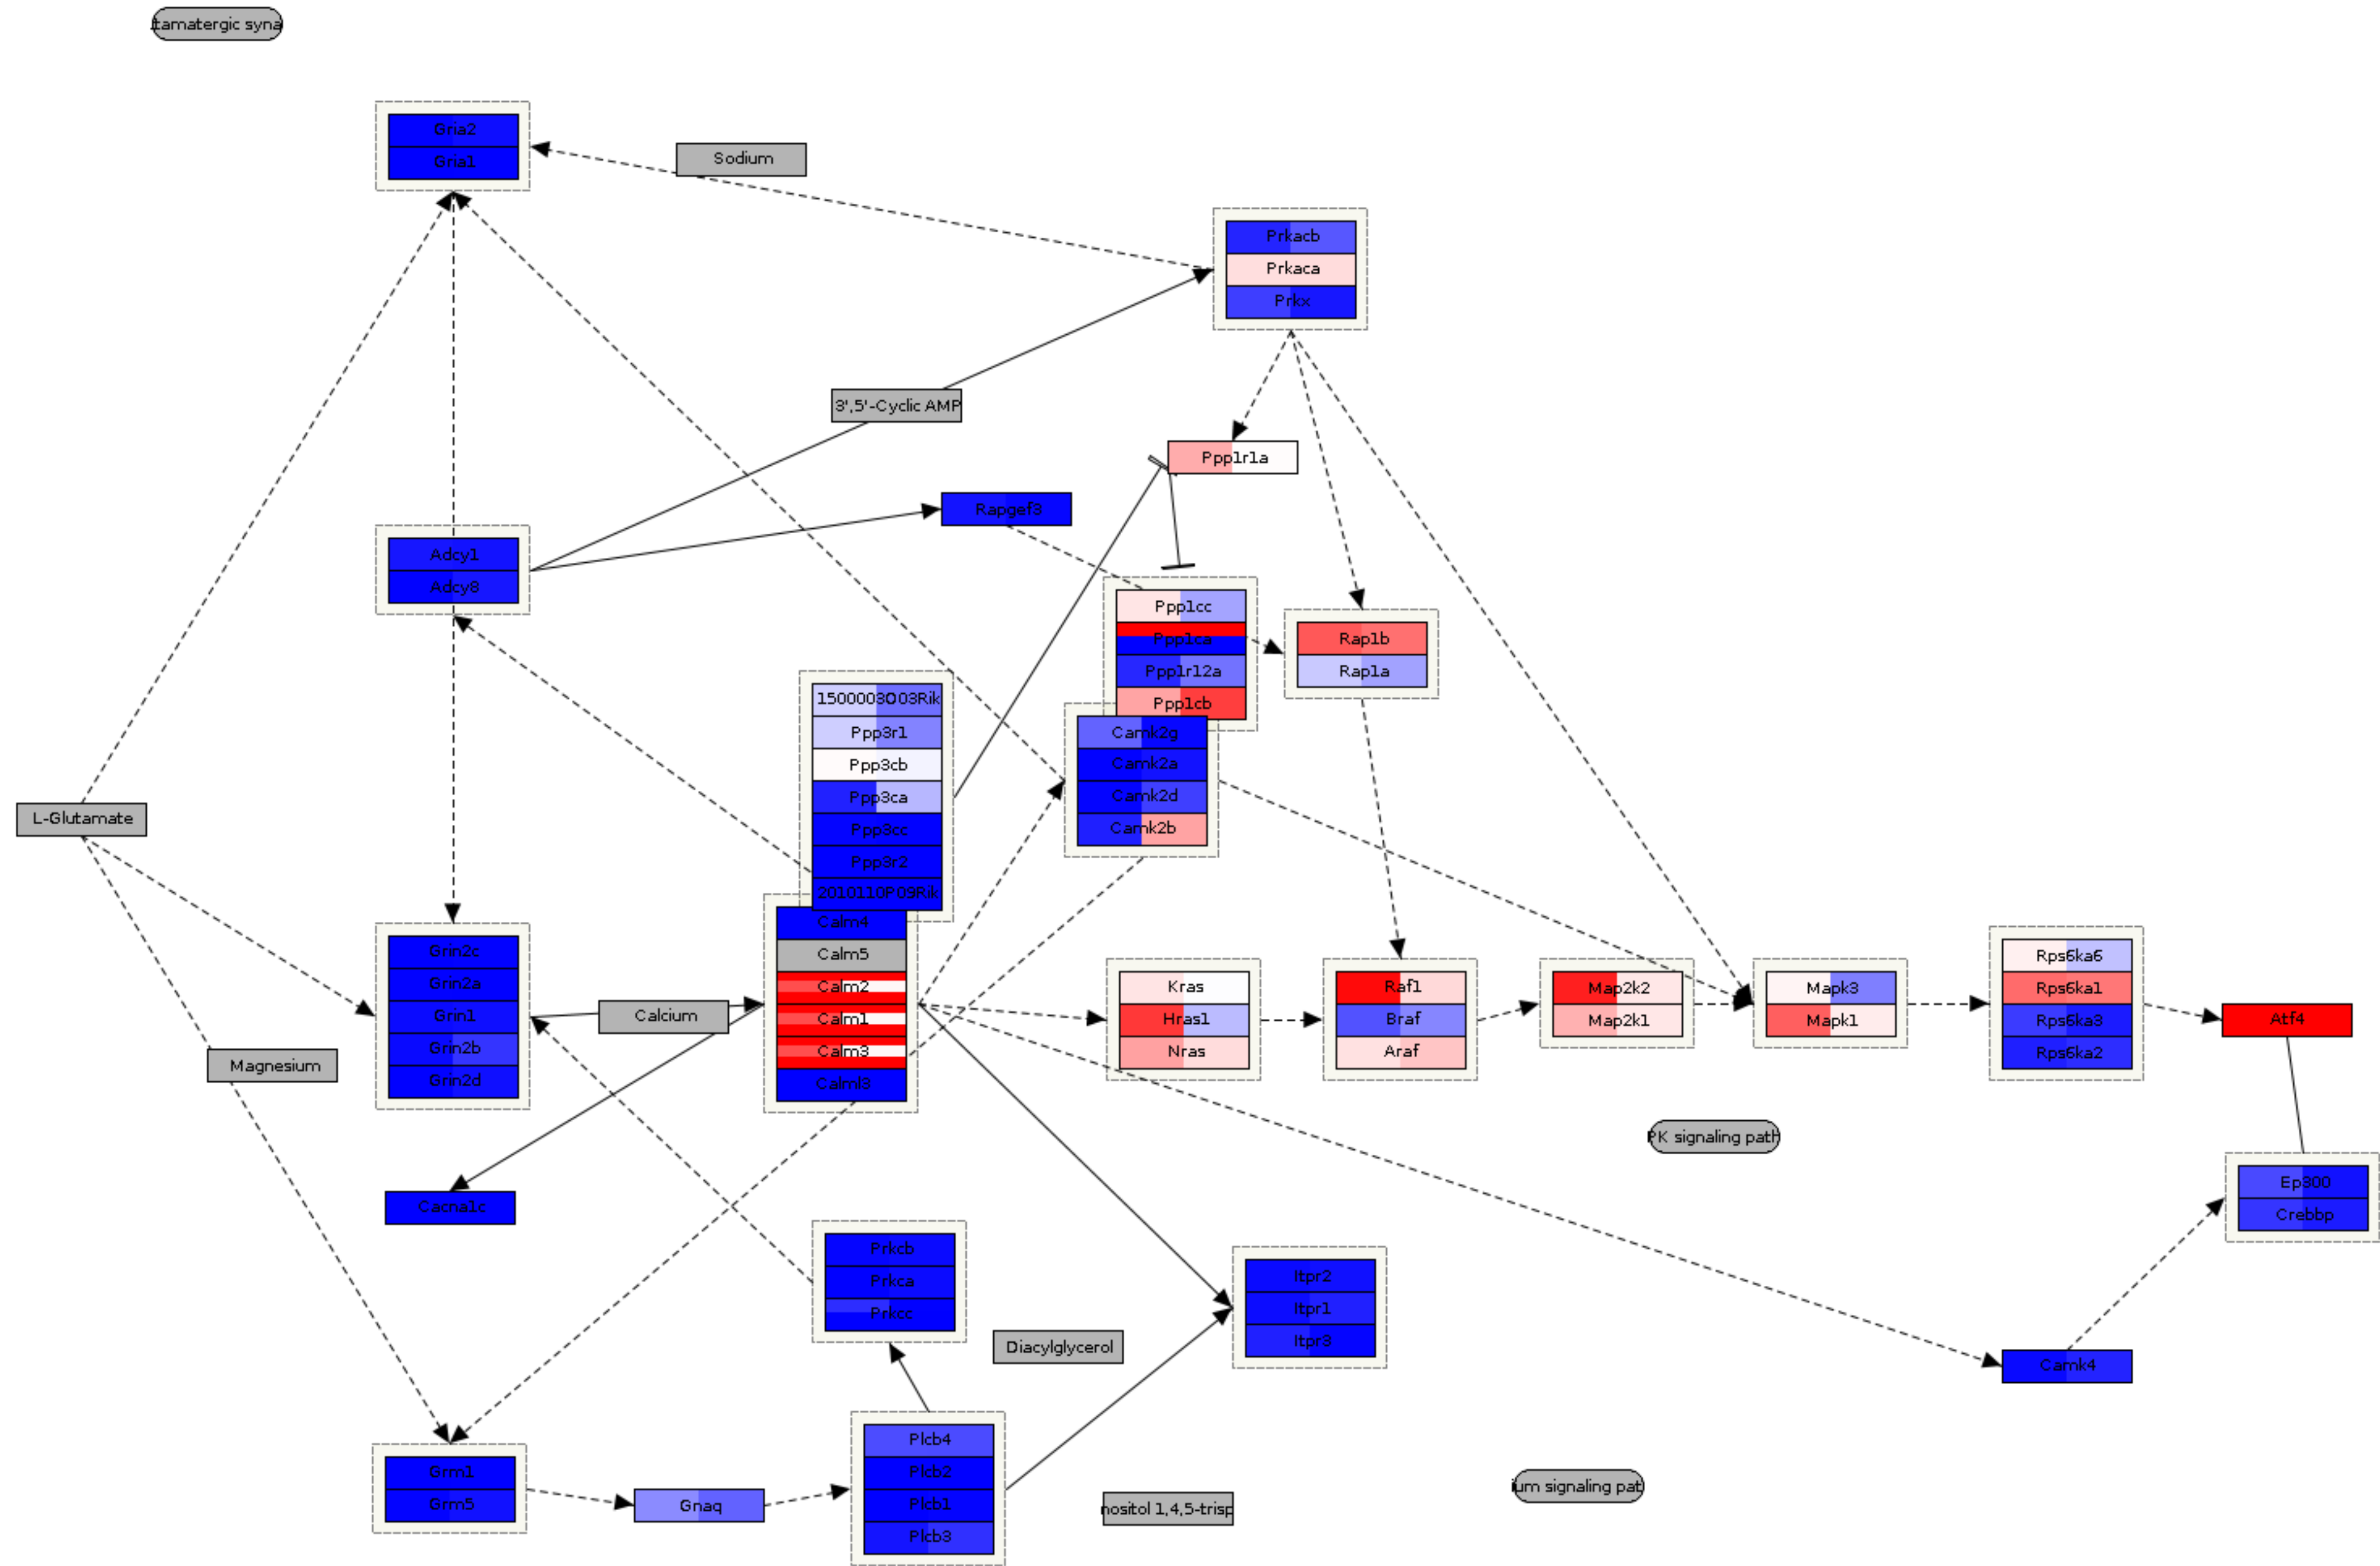 tamatergic syna
Gria2
Gria1
Sodium
Prkacb
Prkaca
Prkx
3',5'-Cyclic AMP
Ppp1r1a
Rapgef3
Adcy1
Adcy8
Ppp1cc
Ppp1ca
Ppp1r12a
Ppp1cb
Rap1b
Rap1a
1500003O03Rik
Ppp3r1
Ppp3cb
Ppp3ca
Ppp3cc
Ppp3r2
2010110P09Rik
Camk2g
Camk2a
Camk2d
Camk2b
L-Glutamate
Grin2c
Grin2a
Grin1
Grin2b
Grin2d
Calcium
Magnesium
Calm4
Calm5
Calm2
Calm1
Calm3
Calml3
Kras
Hras1
Nras
Raf1
Braf
Araf
Map2k2
Map2k1
Mapk3
Mapk1
Rps6ka6
Rps6ka1
Rps6ka3
Rps6ka2
Atf4
PK signaling path
Ep300
Crebbp
Cacna1c
Prkcb
Prkca
Prkcc
Itpr2
Itpr1
Itpr3
Diacylglycerol
Camk4
Grm1
Grm5
Gnaq
Plcb4
Plcb2
Plcb1
Plcb3
nositol 1,4,5-trisp
ium signaling pat